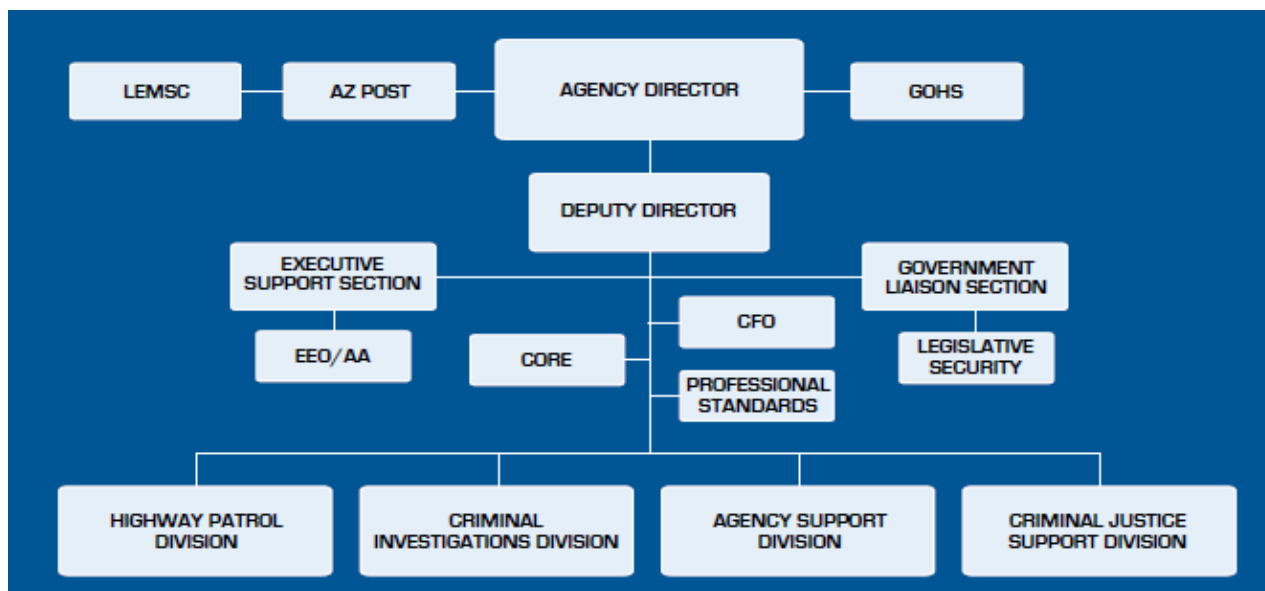 LEMSC
AZ POST
AGENCY DIRECTOR
GOHS
DEPUTY DIRECTOR
EXECUTIVE
SUPPORT SECTION
GOVERNMENT
LIAISON SECTION
EEO/AA
CORE
CFO
PROFESSIONAL
STANDARDS
LEGISLATIVE
SECURITY
HIGHWAY PATROL
DIVISION
CRIMINAL
INVESTIGATIONS DIVISION
AGENCY SUPPORT
DIVISION
CRIMINAL JUSTICE
SUPPORT DIVISION